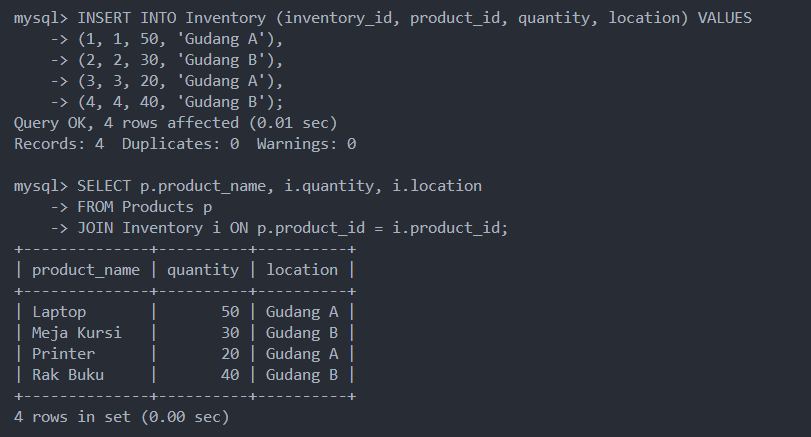 mysql> INSERT INTO Inventory (inventory_id, product_id, quantity, location) VALUES
    -> (1, 1, 50, 'Gudang A'),
    -> (2, 2, 30, 'Gudang B'),
    -> (3, 3, 20, 'Gudang A'),
    -> (4, 4, 40, 'Gudang B');
Query OK, 4 rows affected (0.01 sec)
Records: 4  Duplicates: 0  Warnings: 0

mysql> SELECT p.product_name, i.quantity, i.location
    -> FROM Products p
    -> JOIN Inventory i ON p.product_id = i.product_id;
+--------------+----------+----------+
| product_name | quantity | location |
+--------------+----------+----------+
| Laptop       |       50 | Gudang A |
| Meja Kursi   |       30 | Gudang B |
| Printer      |       20 | Gudang A |
| Rak Buku     |       40 | Gudang B |
+--------------+----------+----------+
4 rows in set (0.00 sec)